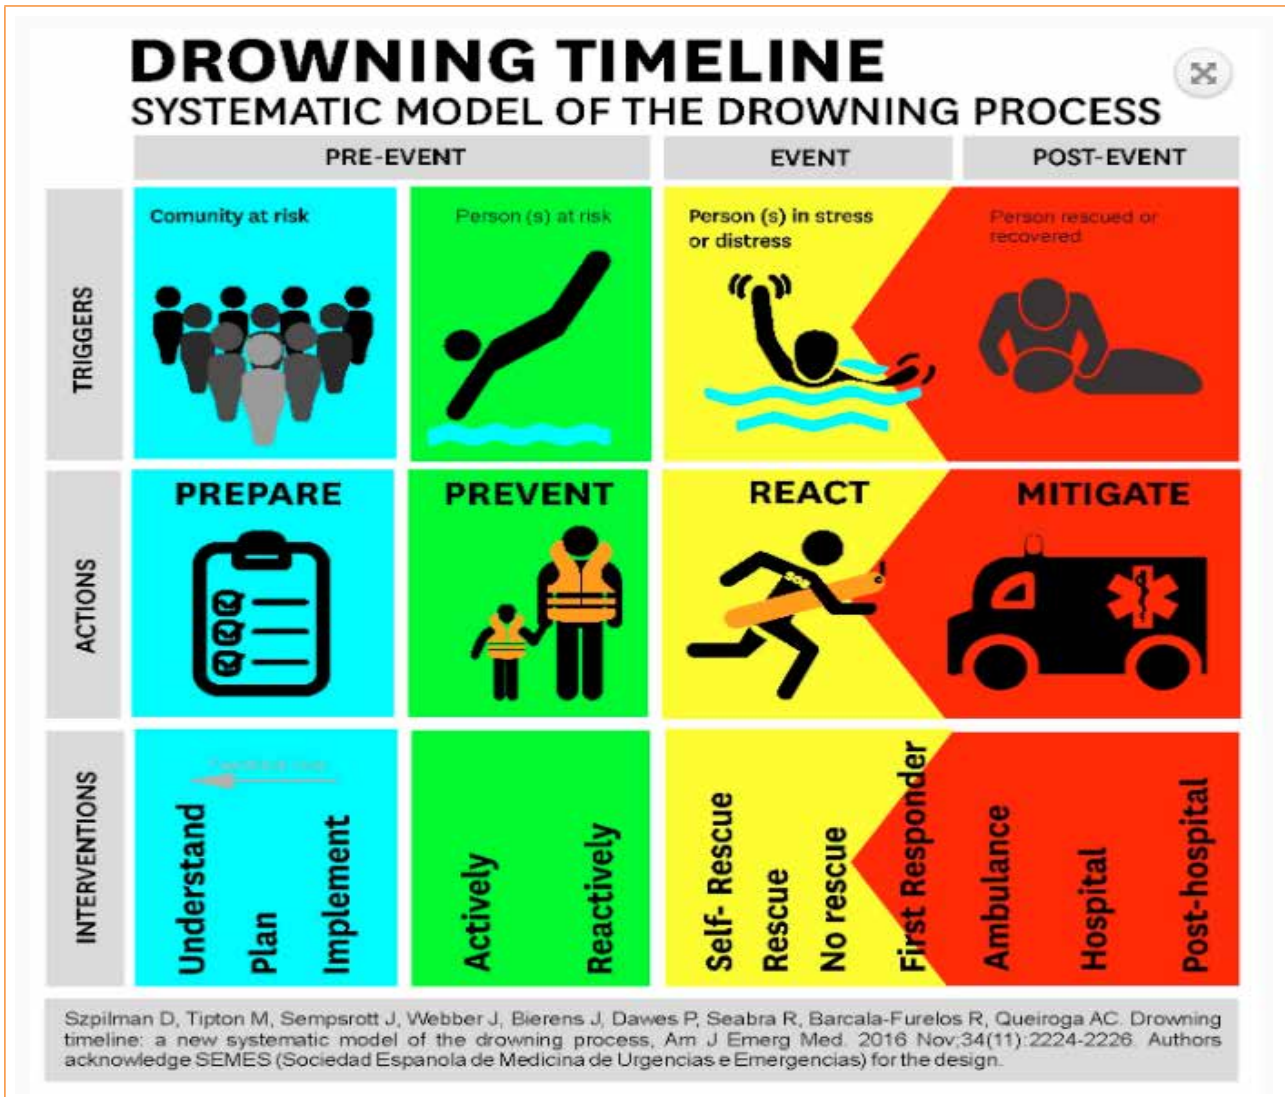 DROWNING TIMELINE
SYSTEMATIC MODEL OF THE DROWNING PROCESS
PRE-EVENT
EVENT
POST-EVENT
TRIGGERS
Comunity at risk
Person (s) at risk
Person (s) in stress
or distress
Person rescued or
recovered
ACTIONS
PREPARE
PREVENT
REACT
SOS
MITIGATE
INTERVENTIONS
Understand
Plan
Implement
Actively
Reactively
Self- Rescue
Rescue
No rescue
First Responder
Ambulance
Hospital
Post-hospital
Szpilman D, Tipton M, Sempsrott J, Webber J, Bierens J, Dawes P, Seabra R, Barcala-Furelos R, Queiroga AC. Drowning
timeline: a new systematic model of the drowning process, Am J Emerg Med. 2016 Nov;34(11):2224-2226. Authors
acknowledge SEMES (Sociedad Espanola de Medicina de Urgencias e Emergencias) for the design.